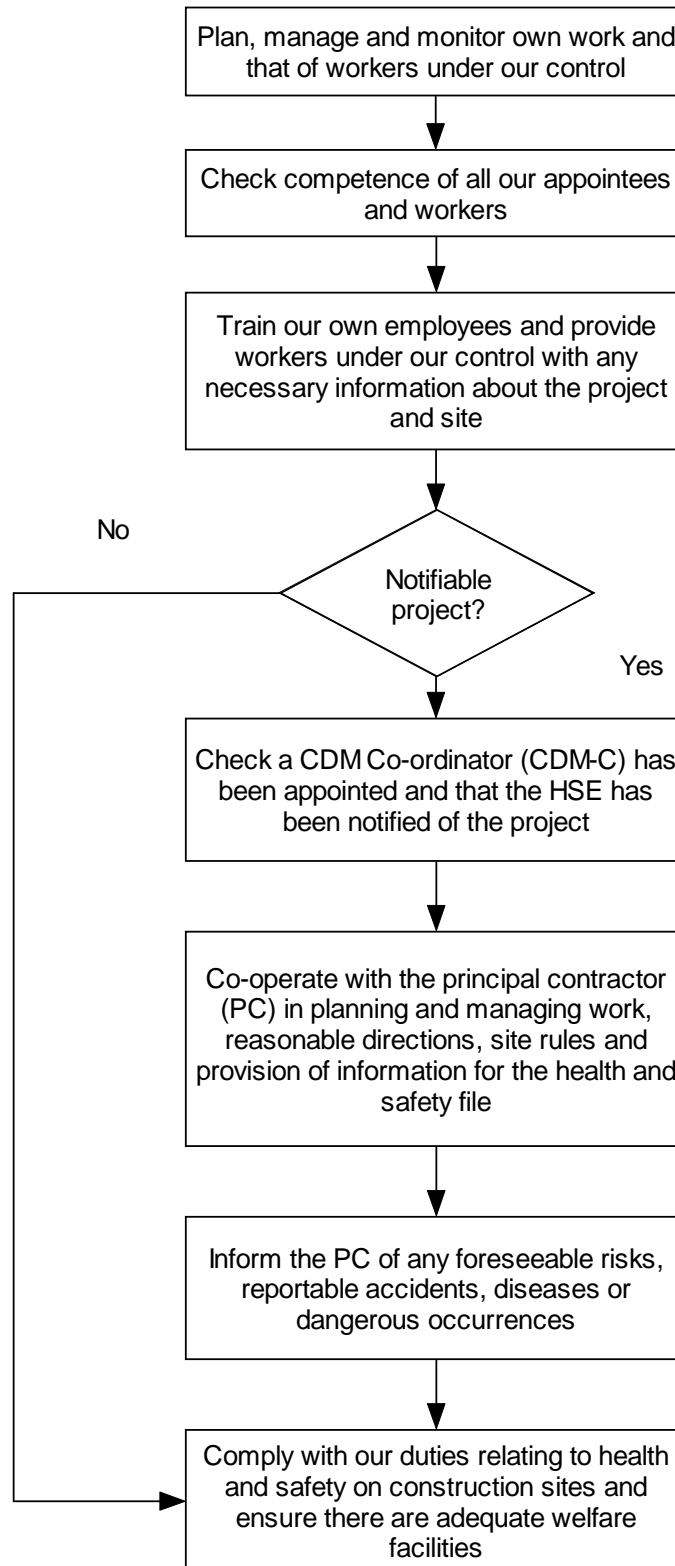 Plan, manage and monitor own work and
that of workers under our control
Check competence of all our appointees
and workers
Train our own employees and provide
workers under our control with any
necessary information about the project
and site
No
Notifiable
project?
Yes
Check a CDM Co-ordinator (CDM-C) has
been appointed and that the HSE has
been notified of the project
Co-operate with the principal contractor
(PC) in planning and managing work,
reasonable directions, site rules and
provision of information for the health and
safety file
Inform the PC of any foreseeable risks,
reportable accidents, diseases or
dangerous occurrences
Comply with our duties relating to health
and safety on construction sites and
ensure there are adequate welfare
facilities